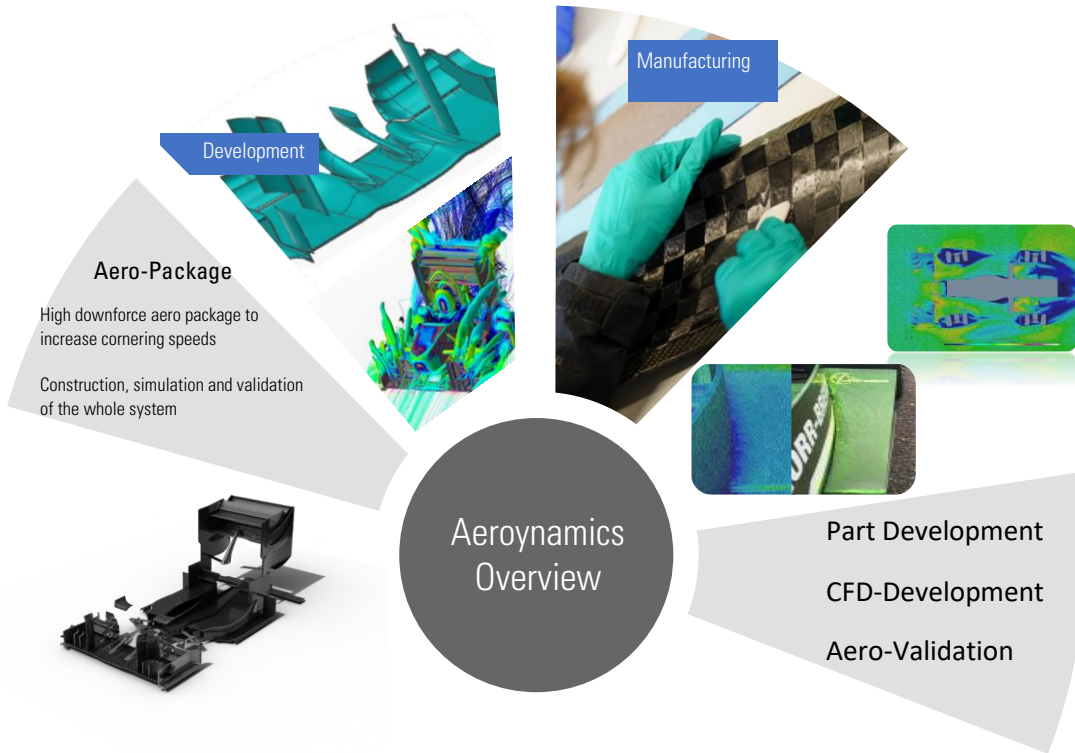 Development
Manufacturing
Aero-Package
High downforce aero package to
increase cornering speeds
Construction, simulation and validation
of the whole system
Aeroynamics
Overview
Part Development
CFD-Development
Aero-Validation